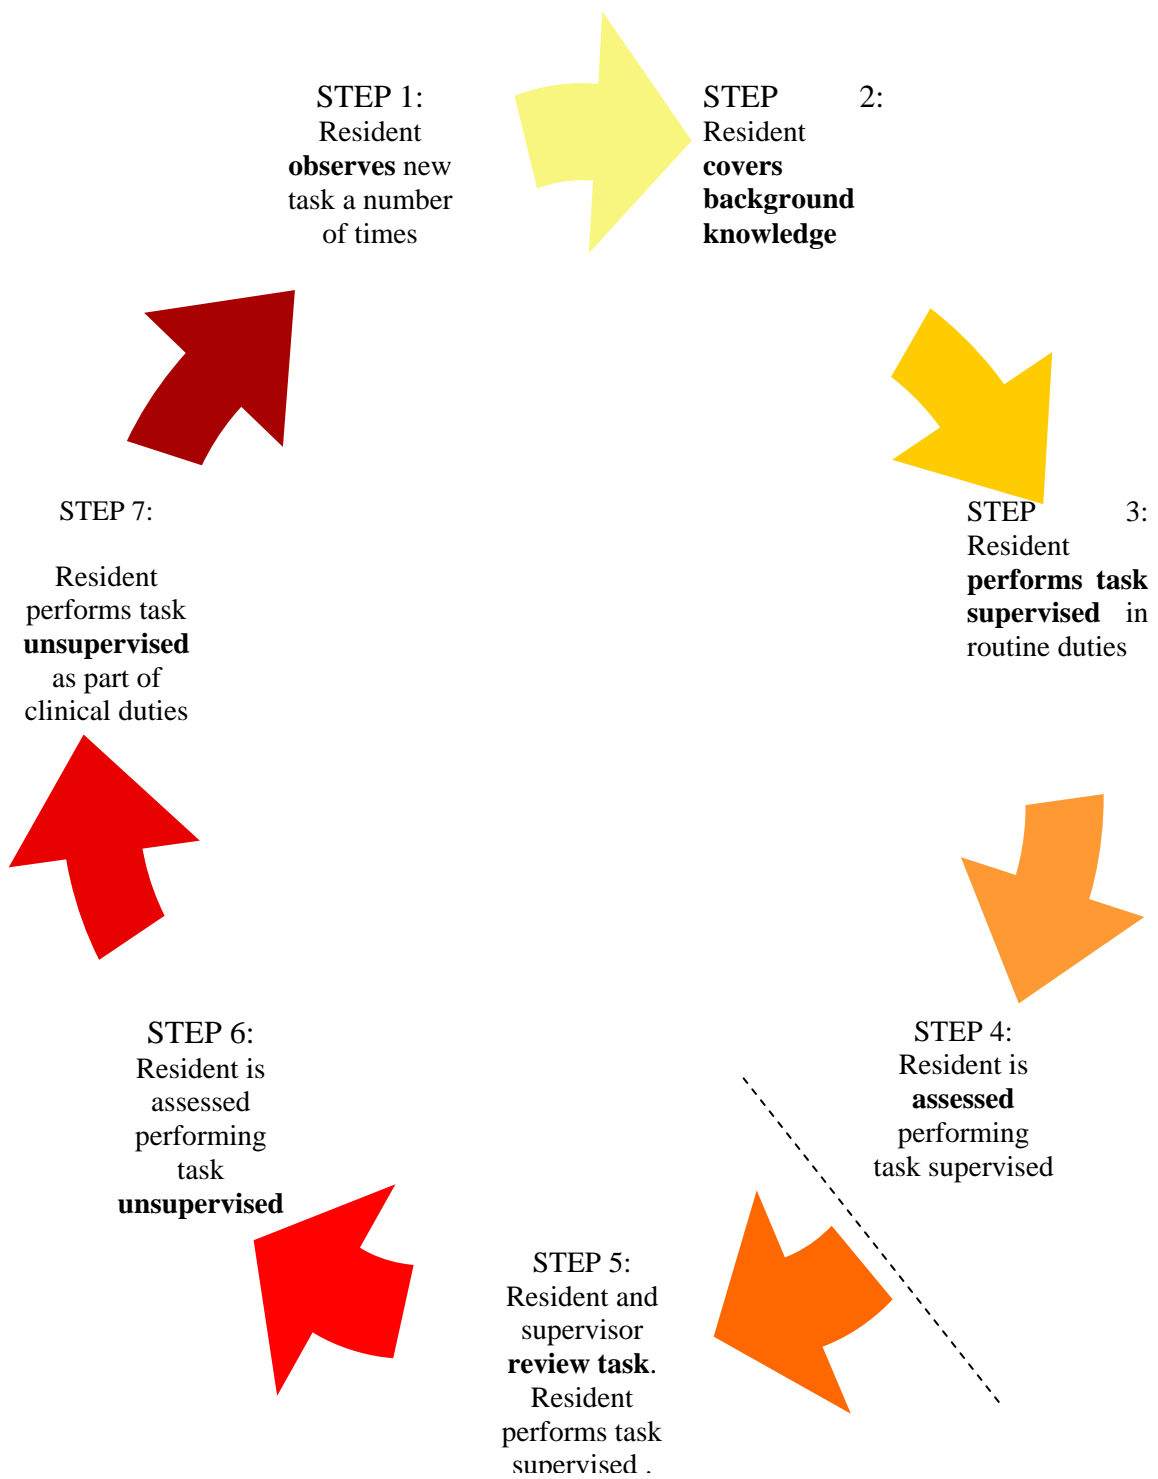 STEP 1:
Resident
observes new
task a number
of times
STEP 2:
Resident
covers
background
knowledge
STEP 3:
Resident
performs task
supervised in
routine duties
STEP 4:
Resident is
assessed
performing
task supervised
STEP 5:
Resident and
supervisor
review task.
Resident
performs task
supervised .
STEP 6:
Resident is
assessed
performing
task
unsupervised
STEP 7:
Resident
performs task
unsupervised
as part of
clinical duties